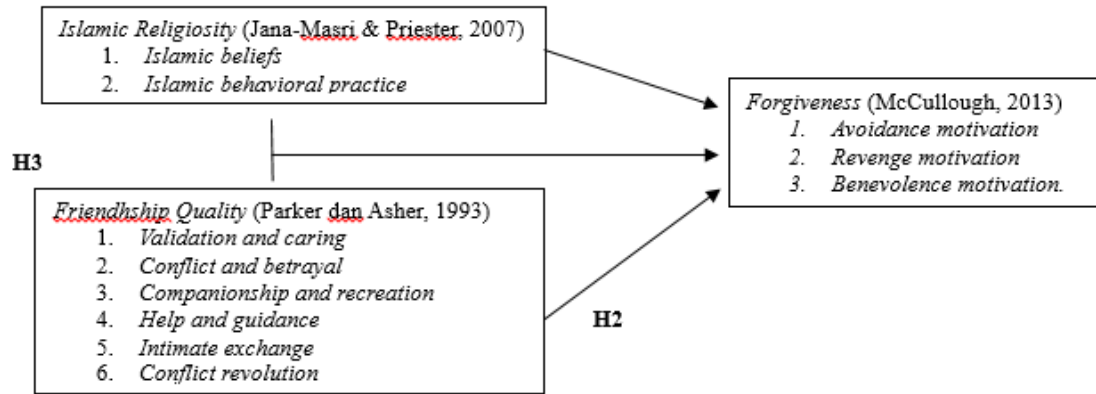 Islamic Religiosity (Jana-Masri & Priester, 2007)
1. Islamic beliefs
2. Islamic behavioral practice
Forgiveness (McCullough, 2013)
1. Avoidance motivation
2. Revenge motivation
3. Benevolence motivation.
H3
Friendhship Quality (Parker dan Asher, 1993)
1. Validation and caring
2. Conflict and betrayal
3. Companionship and recreation
4. Help and guidance
5. Intimate exchange
6. Conflict revolution
H2